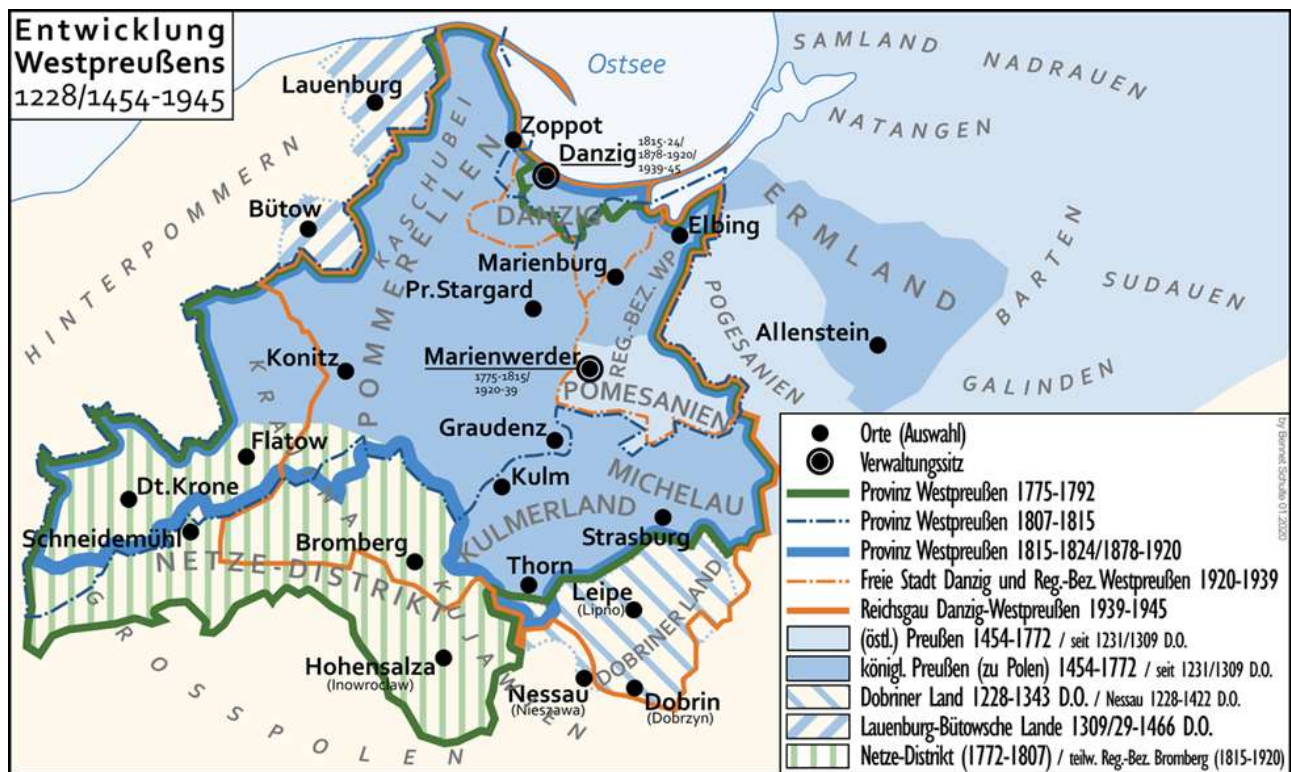 Entwicklung
Westpreußens
1228/1454-1945
Ostsee
SAMLAND
NADRAUEN
NATANGEN
Lauenburg
Zoppot
Danzig
1815-24/
1878-1920/
1939-45
KASCHUBEI
POMMERELLEN
HINTERPOMMERN
Bütow
DANZIG
Elbing
ERMLAND
BARTEN
SUDAUEN
Marienburg
Pr.Stargard
REG.-BEZ. WP
POGESANIEN
Allenstein
GALINDEN
Konitz
KRAJNA
Marienwerder
1775-1815/
1920-39
POMESANIEN
Graudenz
Flatow
Dt.Krone
Kulm
MICHELAU
KULMERLAND
Schneidemühl
Bromberg
Strasburg
NETZE-DISTRIKT
Thorn
Leipe
(Lipno)
DOBRINERLAND
KUJAWIEN
GROSSPOLEN
Hohensalza
(Inowrocław)
Nessau
(Nieszawa)
Dobrin
(Dobrzyn)
Orte (Auswahl)
Verwaltungssitz
Provinz Westpreußen 1775-1792
Provinz Westpreußen 1807-1815
Provinz Westpreußen 1815-1824/1878-1920
Freie Stadt Danzig und Reg.-Bez. Westpreußen 1920-1939
Reichsgau Danzig-Westpreußen 1939-1945
(östl.) Preußen 1454-1772 / seit 1231/1309 D.O.
königl. Preußen (zu Polen) 1454-1772 / seit 1231/1309 D.O.
Dobriner Land 1228-1343 D.O. / Nessau 1228-1422 D.O.
Lauenburg-Bütowsche Lande 1309/29-1466 D.O.
Netze-Distrikt (1772-1807) / teilw. Reg.-Bez. Bromberg (1815-1920)
by Bennet Schulte 01.2020